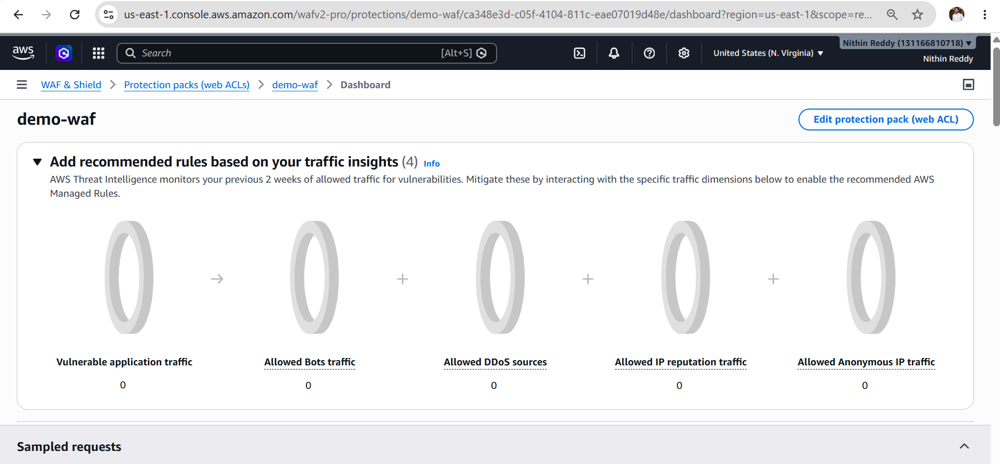 us-east-1.console.aws.amazon.com/wafv2-pro/protections/demo-waf/ca348e3d-c05f-4104-811c-eae07019d48e/dashboard?region=us-east-1&scope=re...
aws
Search
[Alt+S]
United States (N. Virginia)
Nithin Reddy (131166810718)
Nithin Reddy
WAF & Shield
Protection packs (web ACLs)
demo-waf
Dashboard
demo-waf
Edit protection pack (web ACL)
Add recommended rules based on your traffic insights (4) Info
AWS Threat Intelligence monitors your previous 2 weeks of allowed traffic for vulnerabilities. Mitigate these by interacting with the specific traffic dimensions below to enable the recommended AWS
Managed Rules.
Vulnerable application traffic
0
Allowed Bots traffic
0
Allowed DDoS sources
0
Allowed IP reputation traffic
0
Allowed Anonymous IP traffic
0
Sampled requests